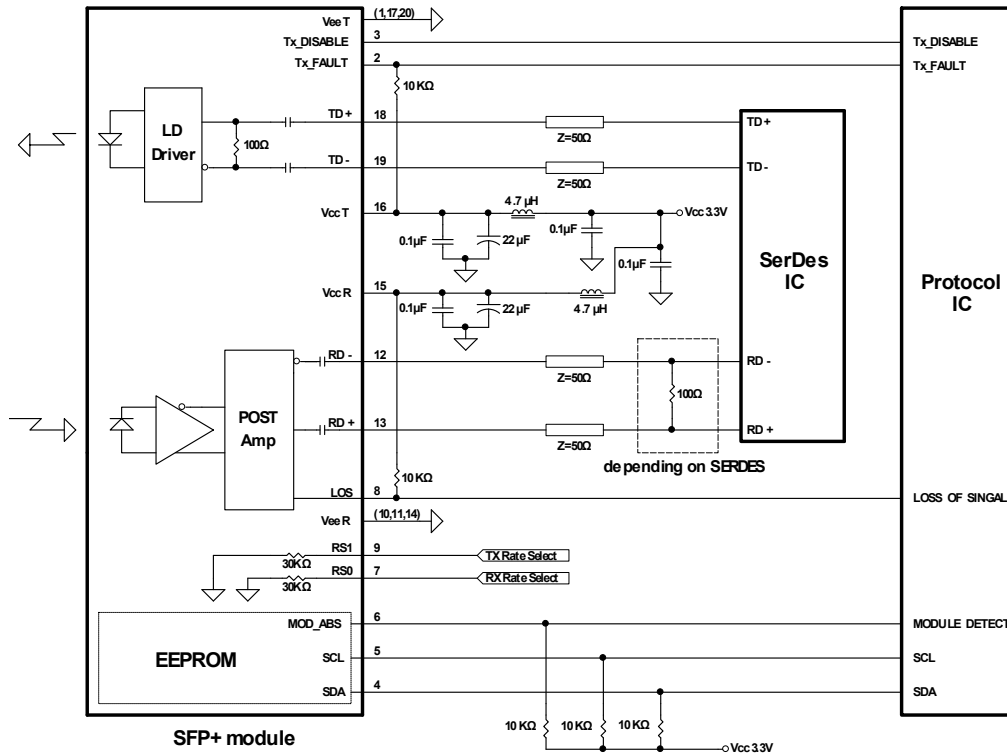 VeeT
(1,17,20)
Tx_DISABLE
3
Tx_DISABLE
Tx_FAULT
2
Tx_FAULT
10 KΩ
LD
Driver
100Ω
TD+
18
Z=50Ω
TD+
TD-
19
Z=50Ω
TD-
VccT
16
4.7 µH
Vcc3.3V
0.1µF
22µF
0.1µF
0.1µF
SerDes
IC
Protocol
IC
VccR
15
0.1µF
22µF
4.7 µH
RD -
12
Z=50Ω
RD -
POST
Amp
100Ω
RD +
13
Z=50Ω
RD +
depending on SERDES
10 KΩ
LOS
8
LOSS OF SINGAL
VeeR
(10,11,14)
RS1
9
TX Rate Select
30KΩ
RS0
7
RX Rate Select
30KΩ
EEPROM
MOD_ABS
6
MODULE DETECT
SCL
5
SCL
SDA
4
SDA
10 KΩ
10 KΩ
10 KΩ
Vcc3.3V
SFP+ module